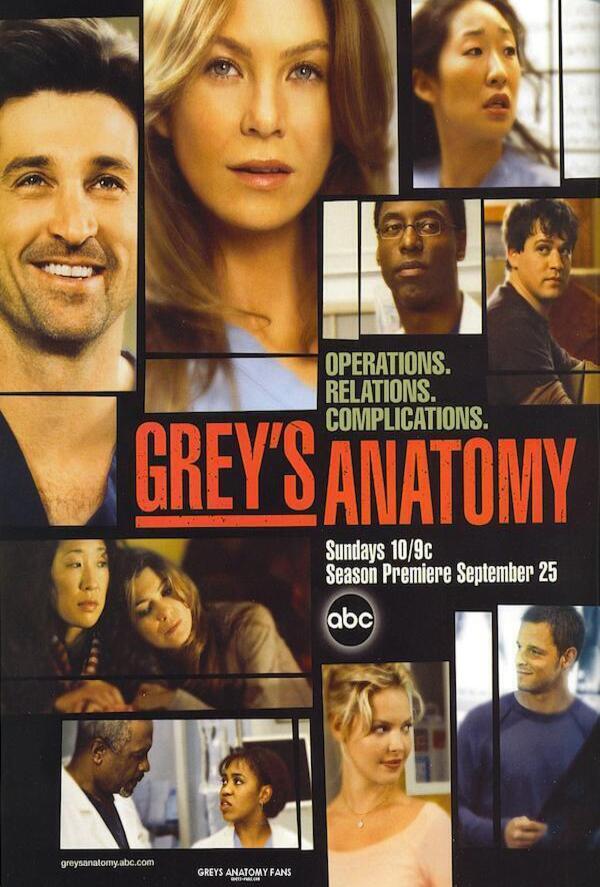 OPERATIONS.
RELATIONS.
COMPLICATIONS.
GREY'S ANATOMY
Sundays 10/9c
Season Premiere September 25
abc
greysanatomy.abc.com
GREYS ANATOMY FANS